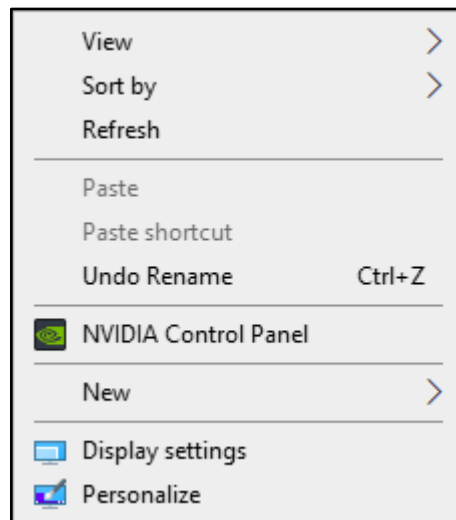 View
Sort by
Refresh
Paste
Paste shortcut
Undo Rename Ctrl+Z
NVIDIA Control Panel
New
Display settings
Personalize